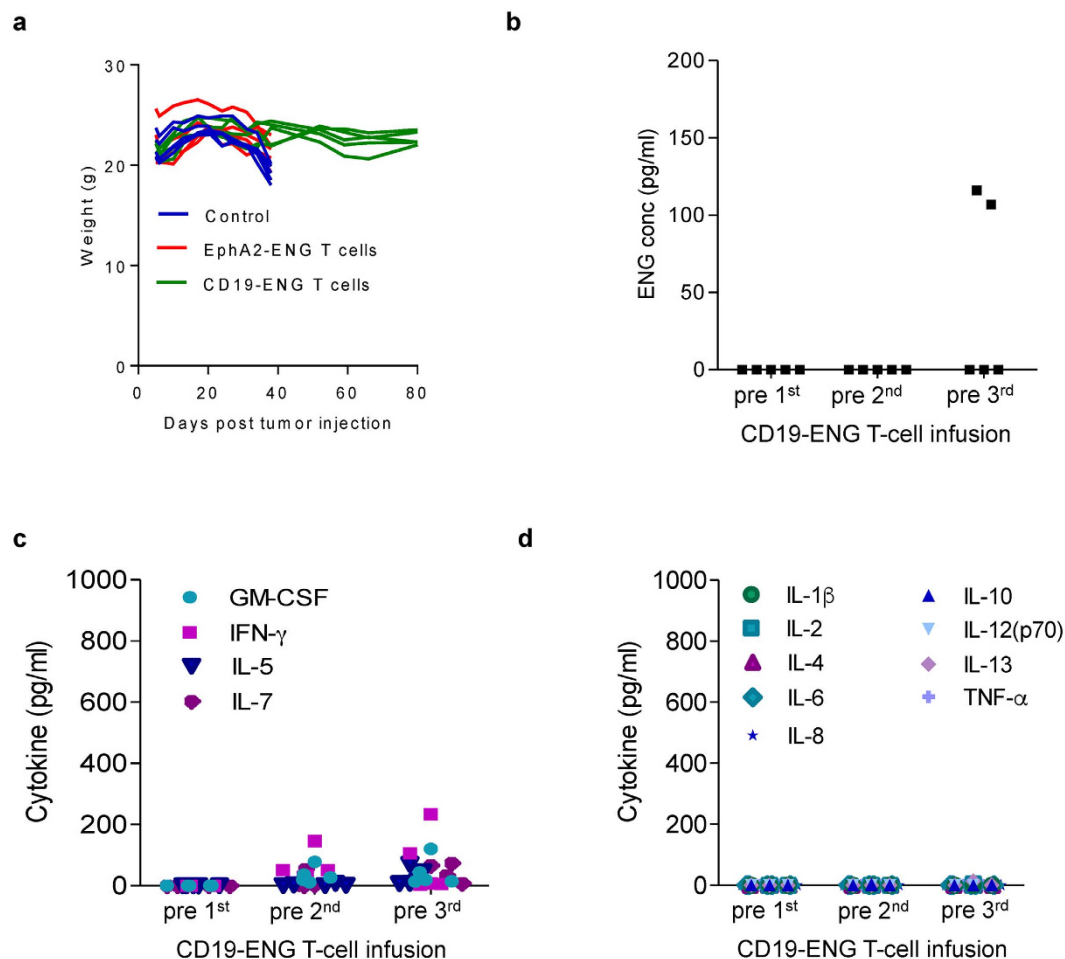 a
30
20
10
0
Weight (g)
Control
EphA2-ENG T cells
CD19-ENG T cells
0 20 40 60 80
Days post tumor injection
b
200
150
100
50
0
ENG conc (pg/ml)
pre 1st pre 2nd pre 3rd
CD19-ENG T-cell infusion
c
1000
800
600
400
200
0
Cytokine (pg/ml)
GM-CSF
IFN-γ
IL-5
IL-7
pre 1st pre 2nd pre 3rd
CD19-ENG T-cell infusion
d
1000
800
600
400
200
0
Cytokine (pg/ml)
IL-1β
IL-2
IL-4
IL-6
IL-8
IL-10
IL-12(p70)
IL-13
TNF-α
pre 1st pre 2nd pre 3rd
CD19-ENG T-cell infusion